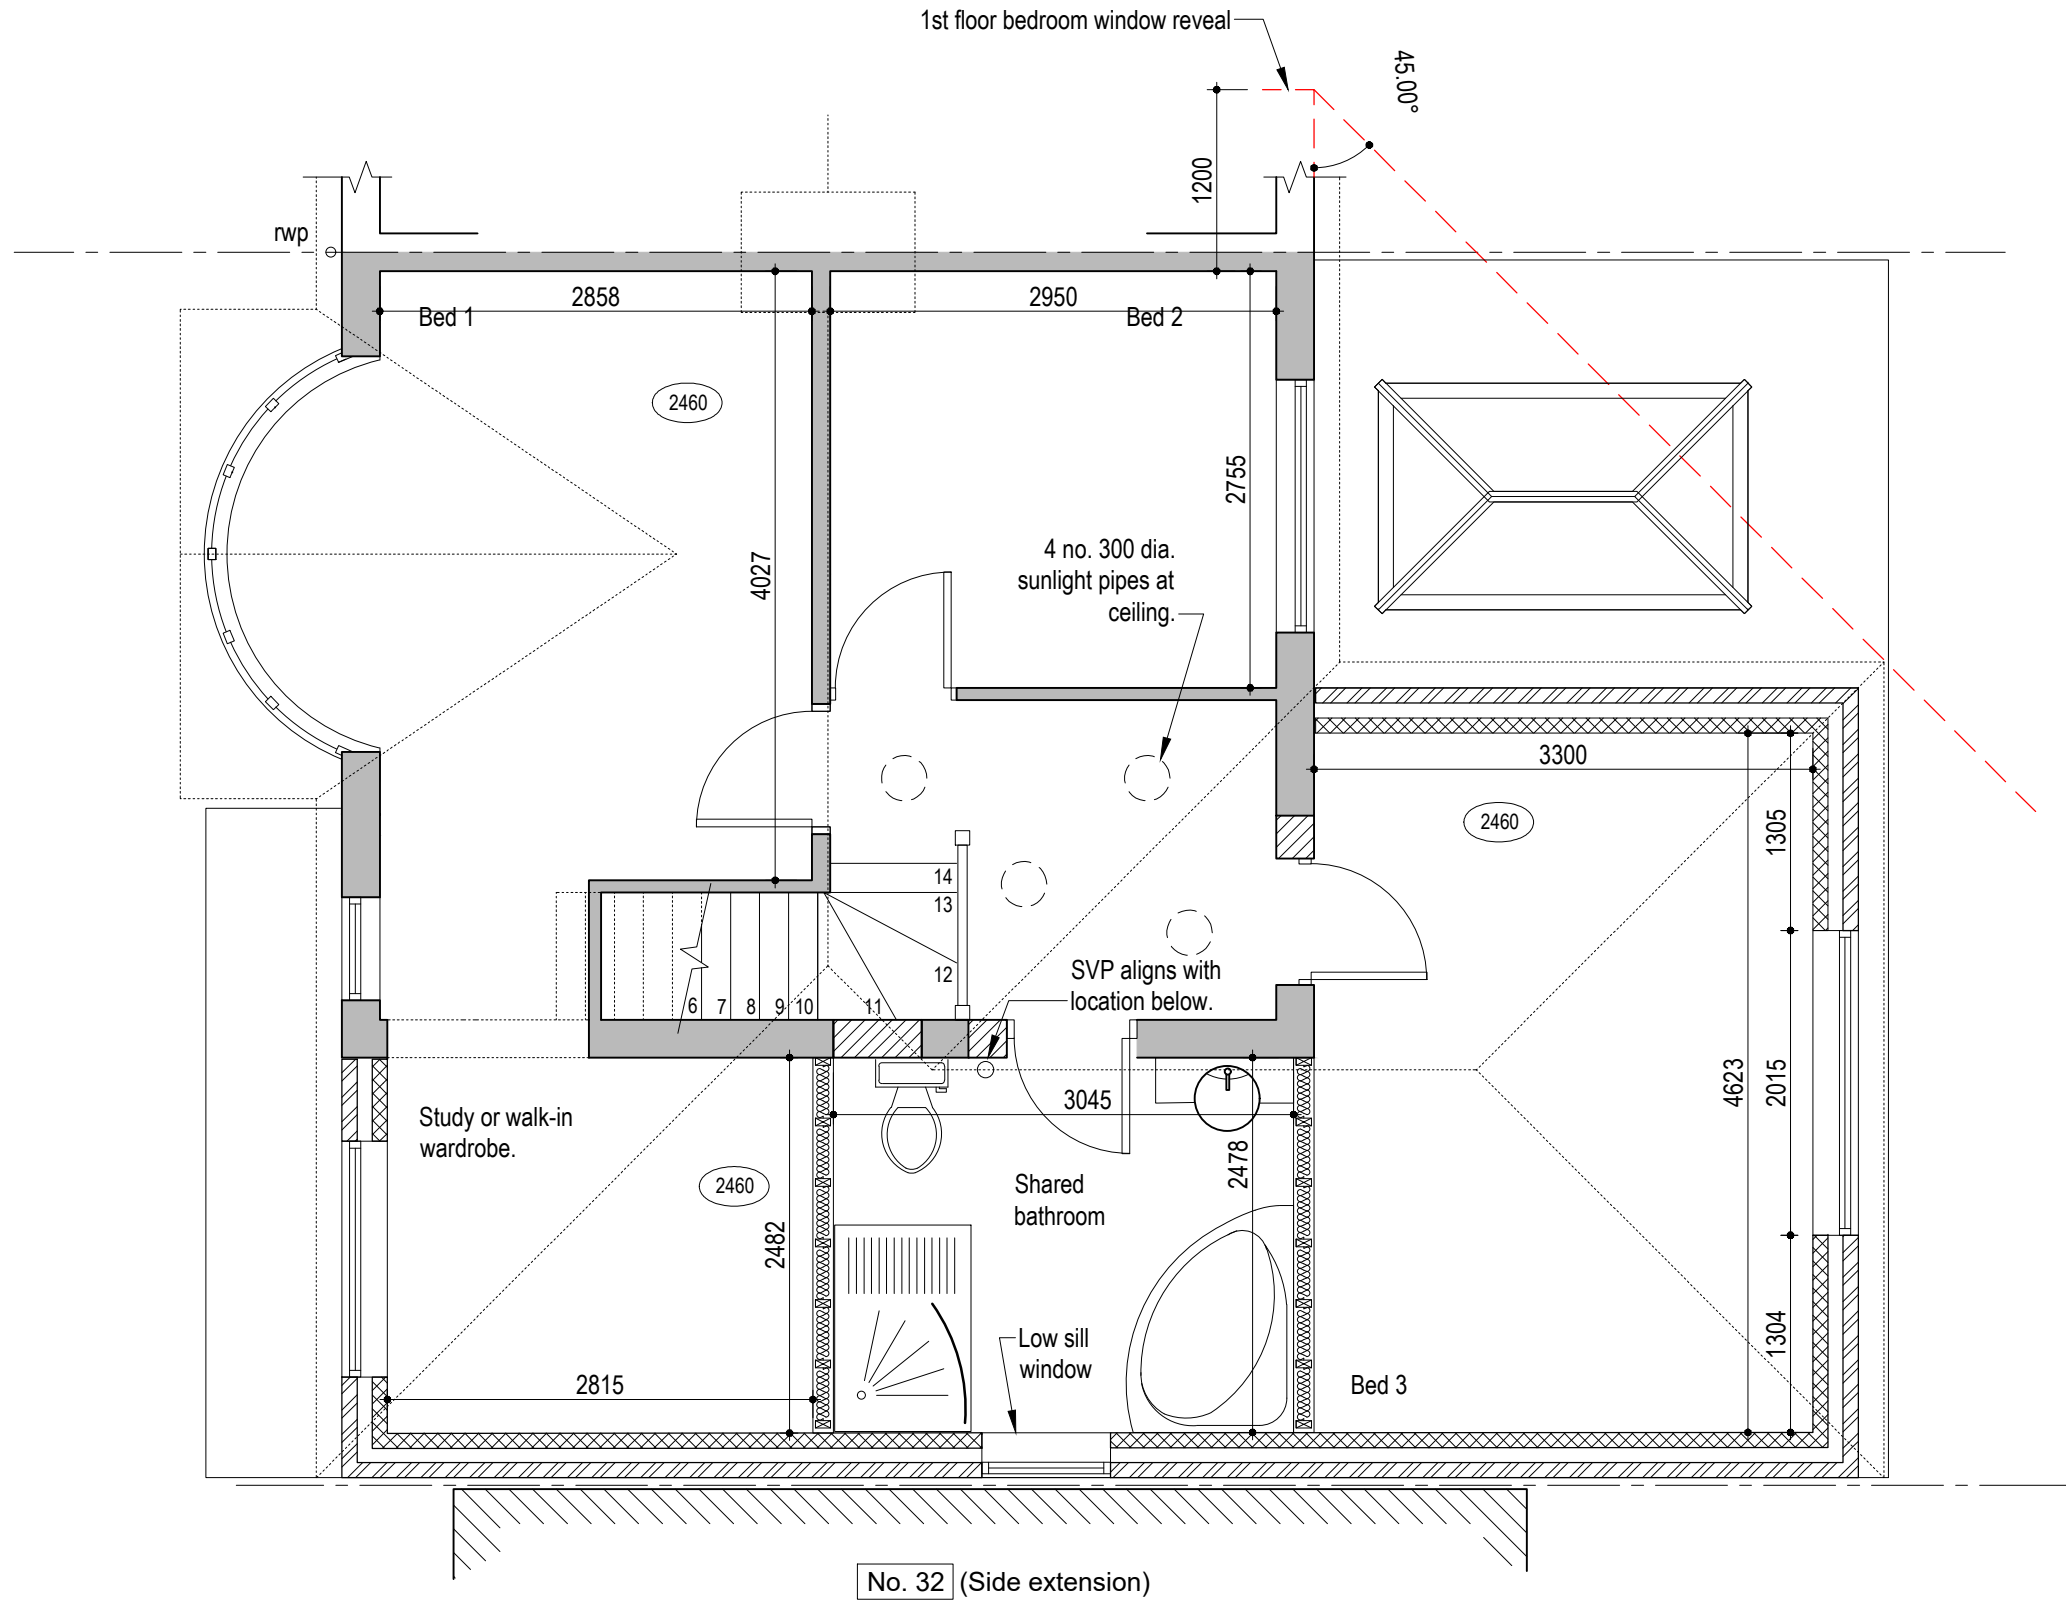 1st floor bedroom window reveal
45.00°
1200
rwp
2858
2950
Bed 1
Bed 2
2460
2755
4027
4 no. 300 dia.
sunlight pipes at
ceiling.
3300
2460
1305
14
13
12
SVP aligns with
location below.
6
7
8
9
10
11
4623
2015
3045
Study or walk-in
wardrobe.
2478
2460
Shared
bathroom
2482
Low sill
window
1304
2815
Bed 3
No. 32 (Side extension)